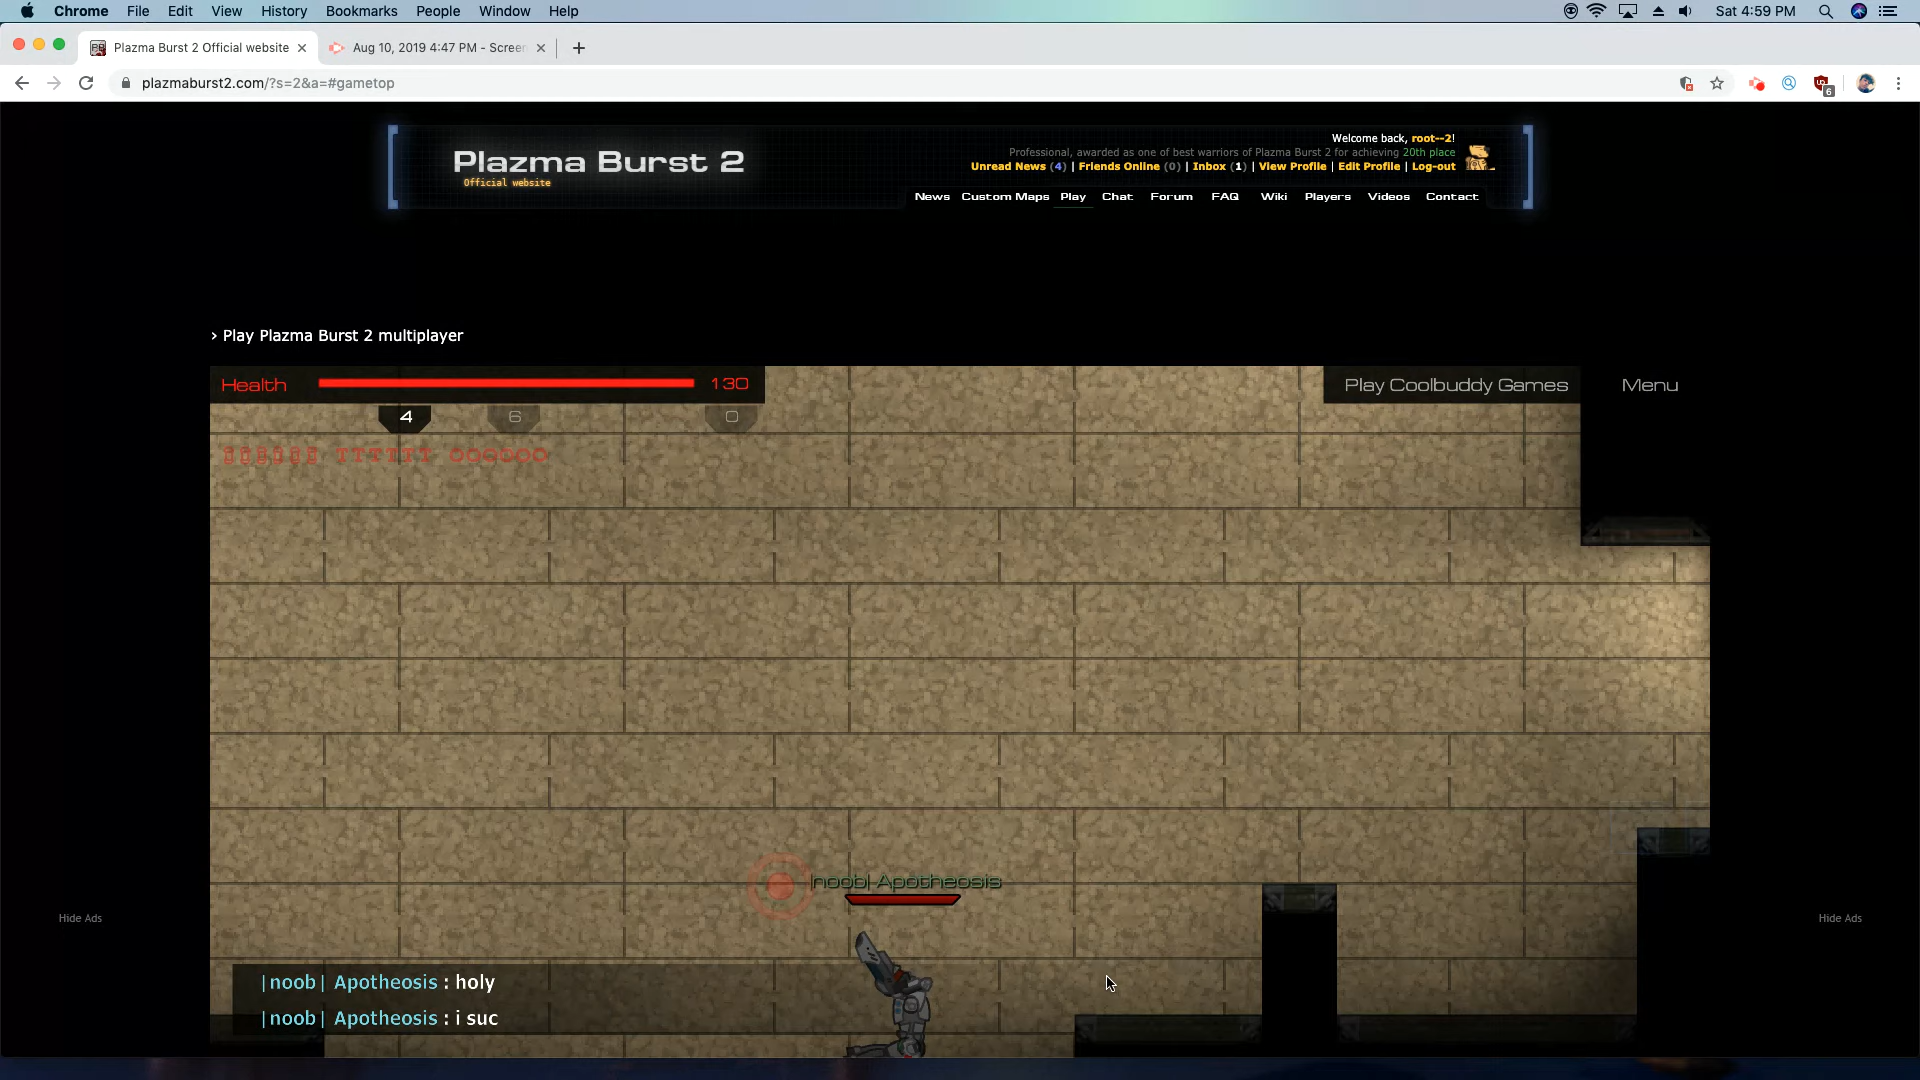 Chrome File Edit View History Bookmarks People Window Help Sat 4:59 PM
Plazma Burst 2 Official website Aug 10, 2019 4:47 PM - Screen
plazmaburst2.com/?s=2&a=#gametop
6
Plazma Burst 2
Official website
Welcome back, root--2!
Professional, awarded as one of best warriors of Plazma Burst 2 for achieving 20th place
Unread News (4) | Friends Online (0) | Inbox (1) | View Profile | Edit Profile | Log-out
News Custom Maps Play Chat Forum FAQ Wiki Players Videos Contact
› Play Plazma Burst 2 multiplayer
Health 130
Play Coolbuddy Games Menu
4 6 0
TTTTTT OOOOOO
|noob| Apotheosis
Hide Ads Hide Ads
|noob| Apotheosis : holy
|noob| Apotheosis : i suc